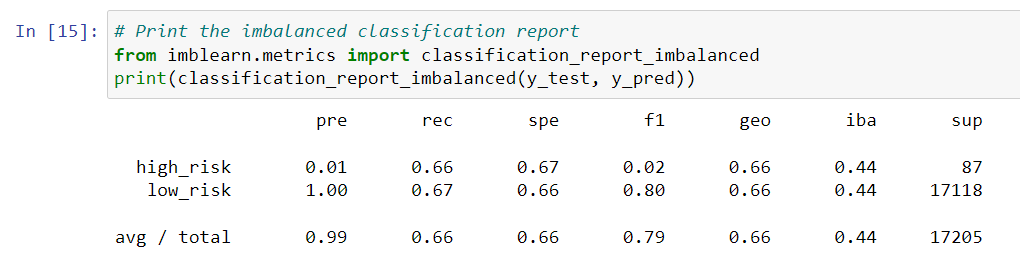 In [15]: # Print the imbalanced classification report
from imblearn.metrics import classification_report_imbalanced
print(classification_report_imbalanced(y_test, y_pred))
pre rec spe f1 geo iba sup
high_risk 0.01 0.66 0.67 0.02 0.66 0.44 87
low_risk 1.00 0.67 0.66 0.80 0.66 0.44 17118
avg / total 0.99 0.66 0.66 0.79 0.66 0.44 17205